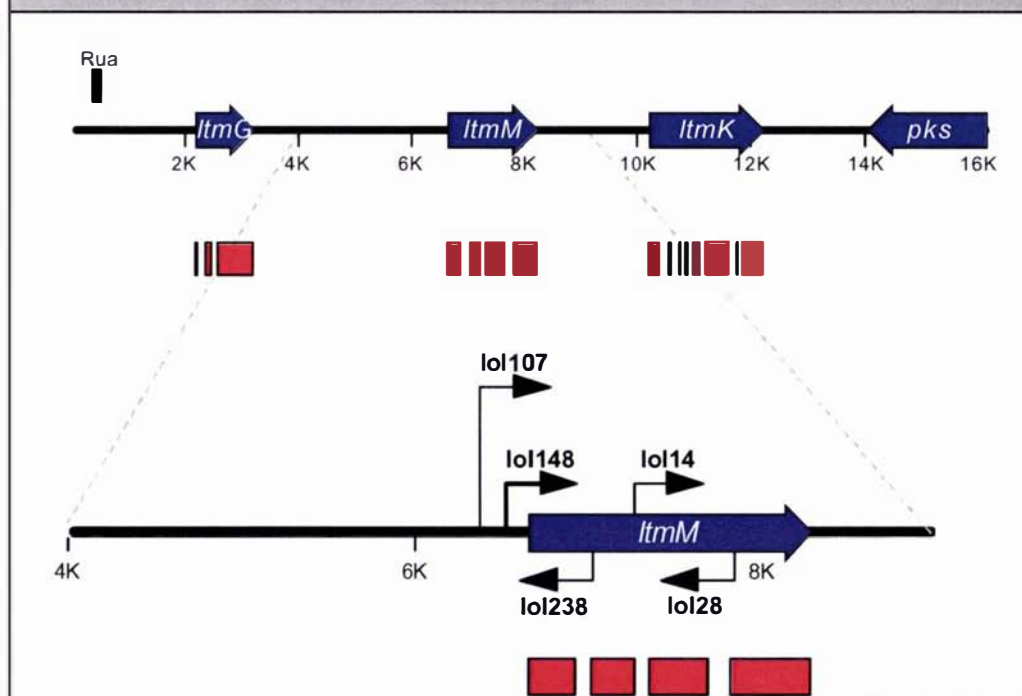 Rua
ltmG ltmM ltmK pks
2K 4K 6K 8K 10K 12K 14K 16K
lol107
lol148 lol14
ltmM
4K 6K 8K
lol238 lol28